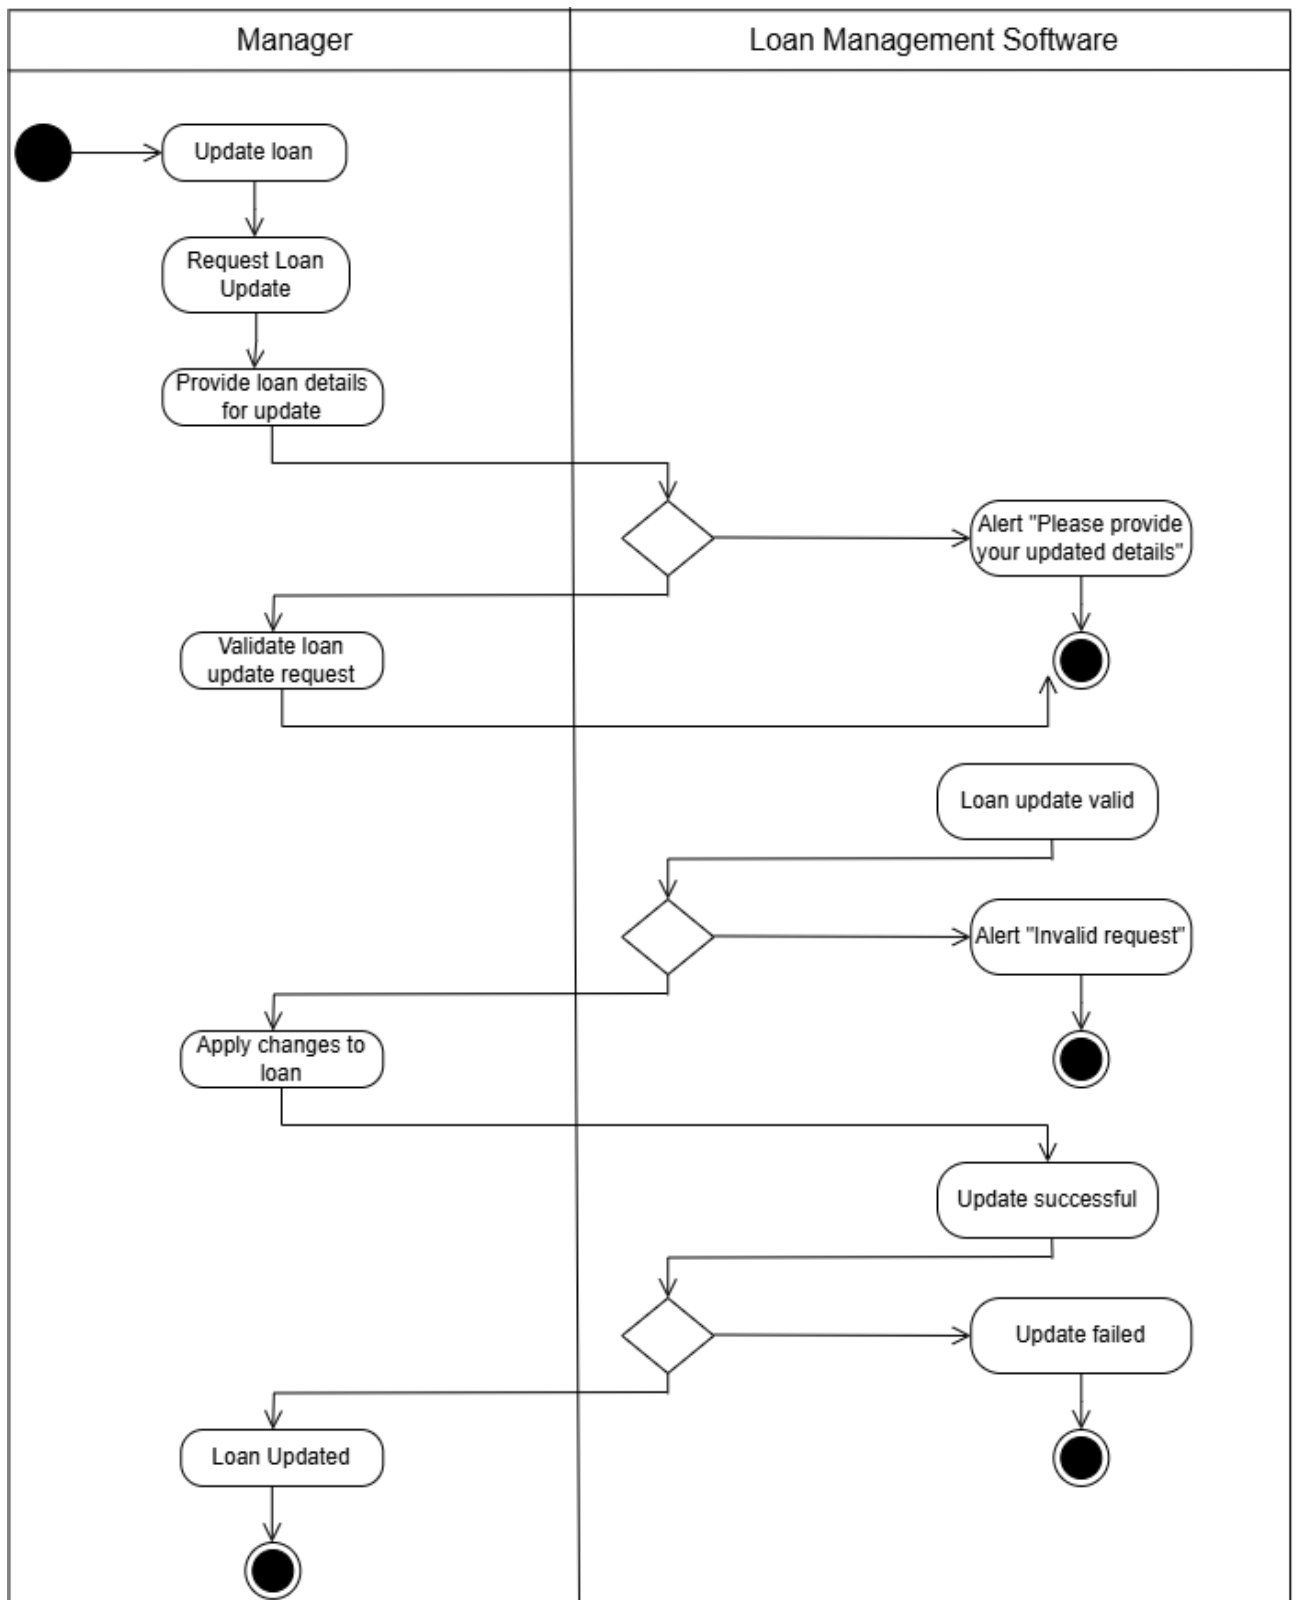 Manager
Loan Management Software
Update loan
Request Loan
Update
Provide loan details
for update
Alert "Please provide
your updated details"
Validate loan
update request
Loan update valid
Alert "Invalid request"
Apply changes to
loan
Update successful
Update failed
Loan Updated